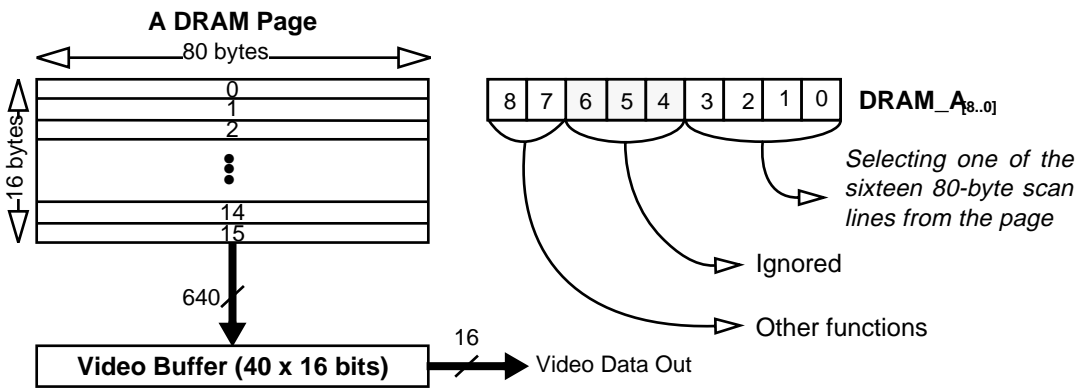 A DRAM Page
80 bytes
16 bytes
0
1
2
14
15
640
Video Buffer (40 x 16 bits)
16
Video Data Out
8 7 6 5 4 3 2 1 0
DRAM_A[8..0]
Selecting one of the
sixteen 80-byte scan
lines from the page
Ignored
Other functions